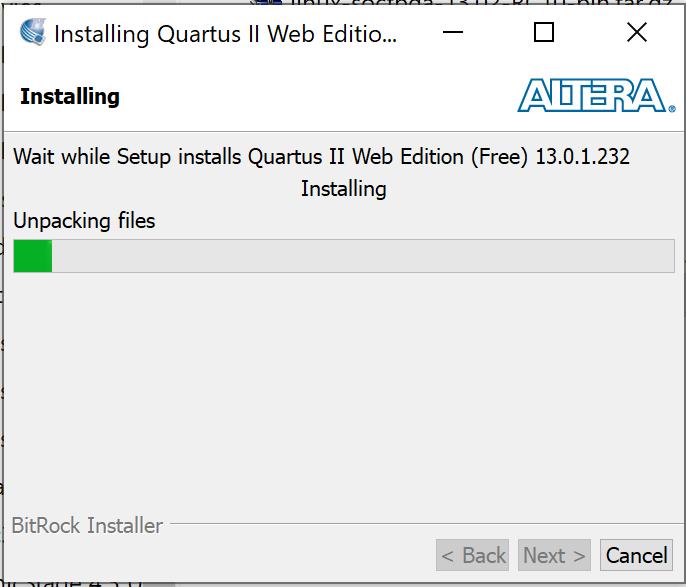 Installing Quartus II Web Editio...
Installing
ALTERA®
Wait while Setup installs Quartus II Web Edition (Free) 13.0.1.232
Installing
Unpacking files
BitRock Installer
< Back Next > Cancel